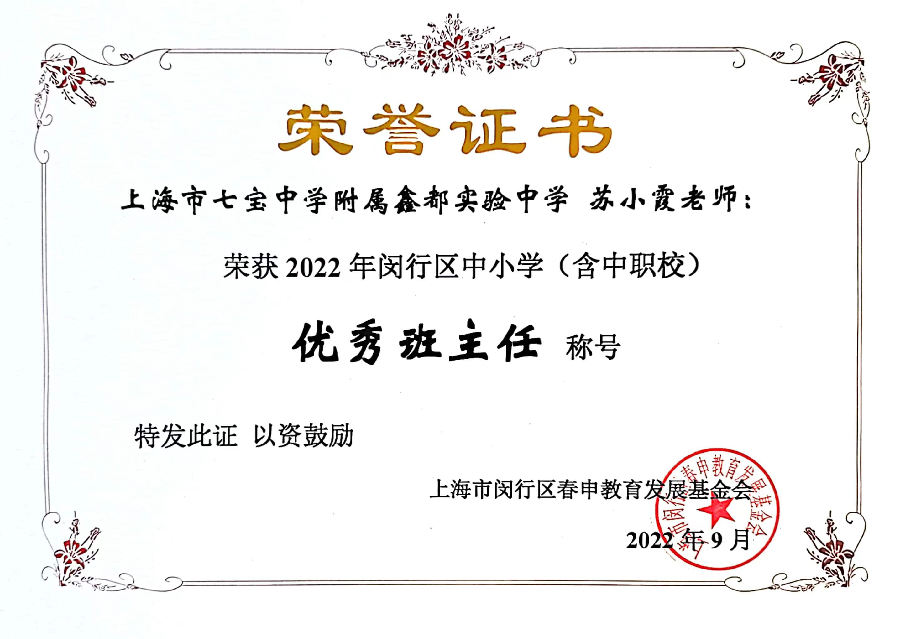 荣誉证书
上海市七宝中学附属鑫都实验中学 苏小霞老师：
荣获 2022 年闵行区中小学（含中职校）
优秀班主任 称号
特发此证 以资鼓励
上海市闵行区春申教育发展基金会
2022 年 9 月
上海市闵行区春申教育发展基金会